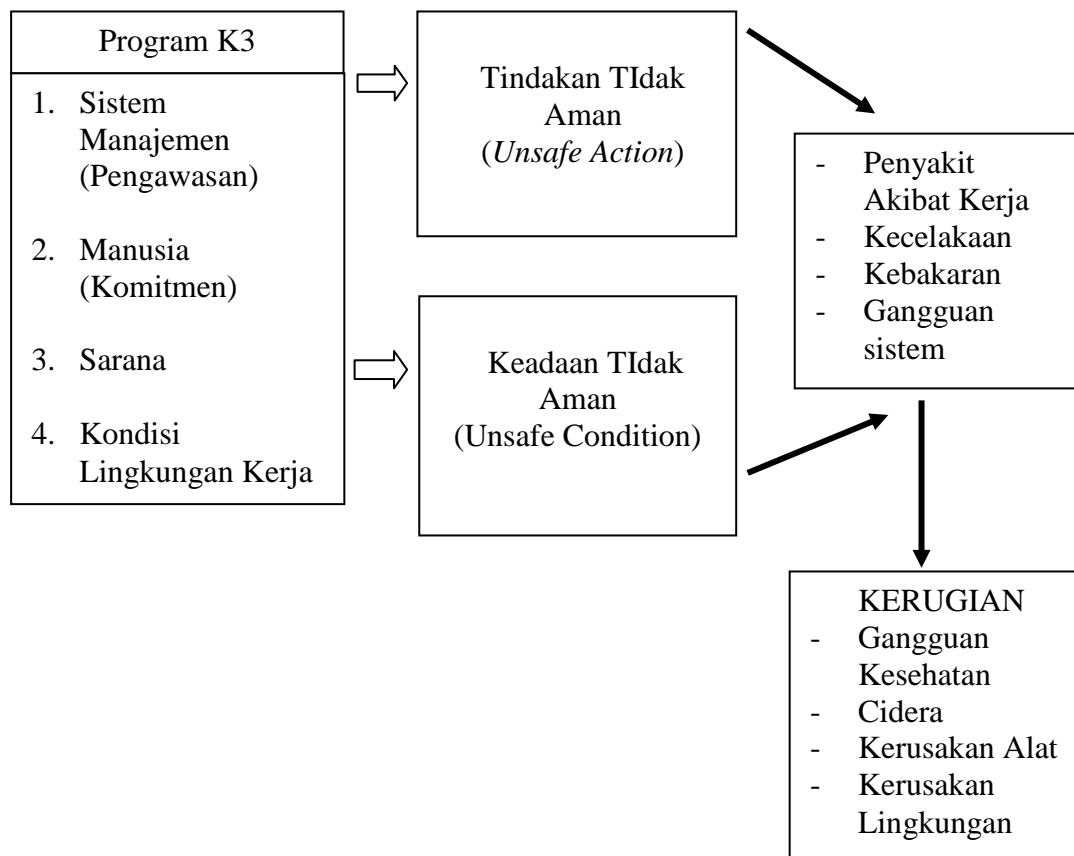 Program K3
1. Sistem
Manajemen
(Pengawasan)
2. Manusia
(Komitmen)
3. Sarana
4. Kondisi
Lingkungan Kerja
Tindakan TIdak
Aman
(Unsafe Action)
Keadaan TIdak
Aman
(Unsafe Condition)
- Penyakit
Akibat Kerja
- Kecelakaan
- Kebakaran
- Gangguan
sistem
KERUGIAN
- Gangguan
Kesehatan
- Cidera
- Kerusakan Alat
- Kerusakan
Lingkungan